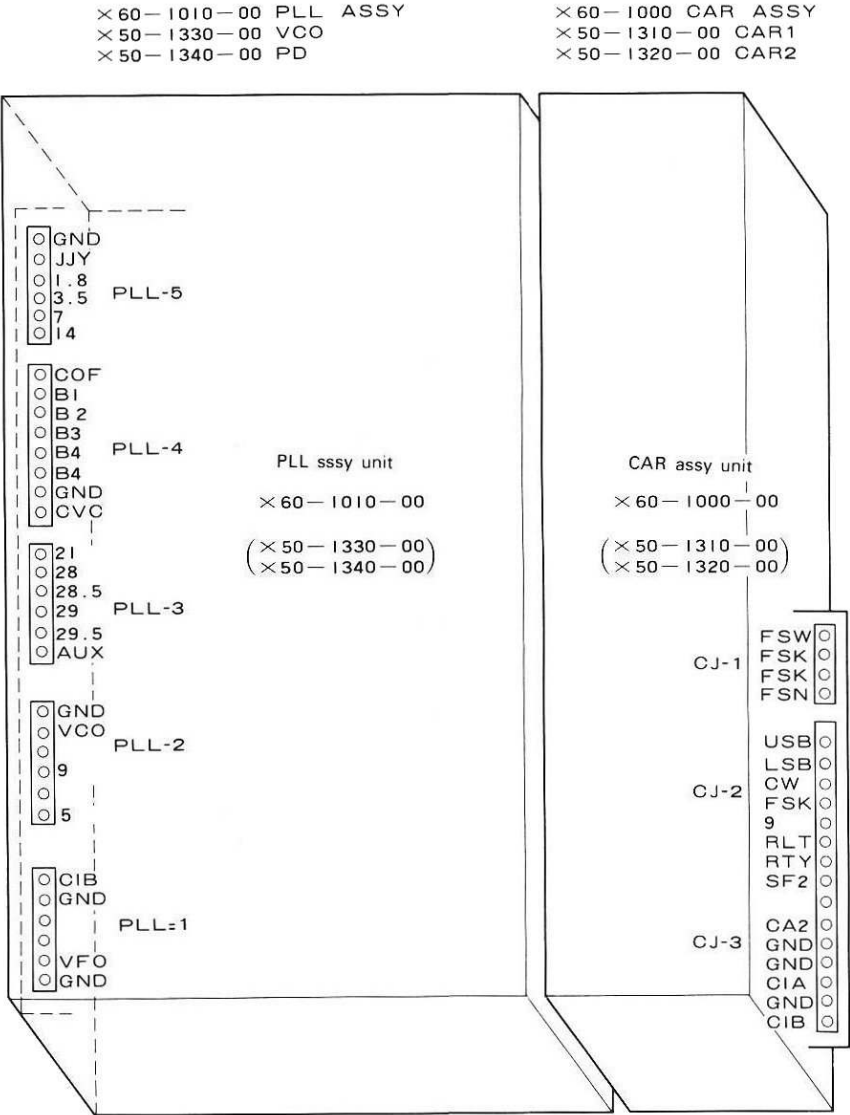 ×60-1010-00 PLL ASSY
×50-1330-00 VCO
×50-1340-00 PD
×60-1000 CAR ASSY
×50-1310-00 CAR1
×50-1320-00 CAR2
GND
JJY
1.8
3.5
7
14
PLL-5
COF
B1
B2
B3
B4
B4
GND
CVC
PLL-4
21
28
28.5
29
29.5
AUX
PLL-3
GND
VCO
9
5
PLL-2
CIB
GND
VFO
GND
PLL=1
PLL sssy unit
×60-1010-00
(×50-1330-00
×50-1340-00)
CAR assy unit
×60-1000-00
(×50-1310-00
×50-1320-00)
CJ-1
FSW
FSK
FSK
FSN
CJ-2
USB
LSB
CW
FSK
9
RLT
RTY
SF2
CJ-3
CA2
GND
GND
CIA
GND
CIB